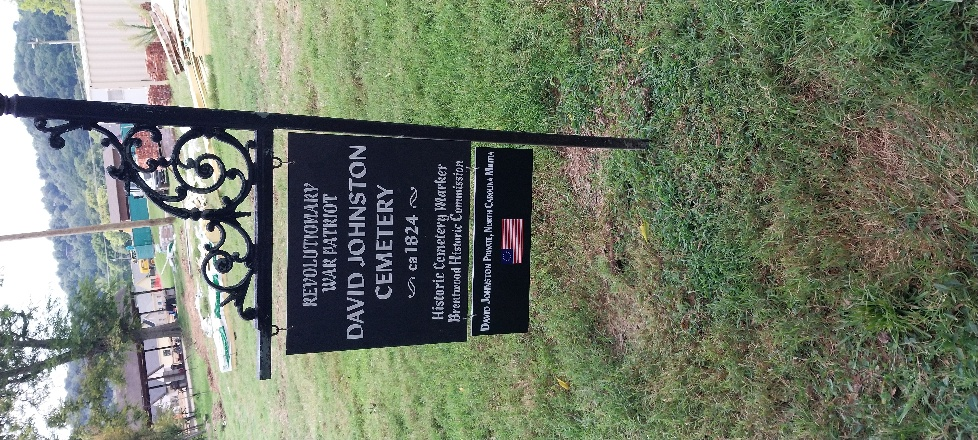 REVOLUTIONARY
WAR PATRIOT
DAVID JOHNSTON
CEMETERY
ca 1824
Historic Cemetery Marker
Brentwood Historic Commission
DAVID JOHNSTON PRIVATE, NORTH CAROLINA MILITIA